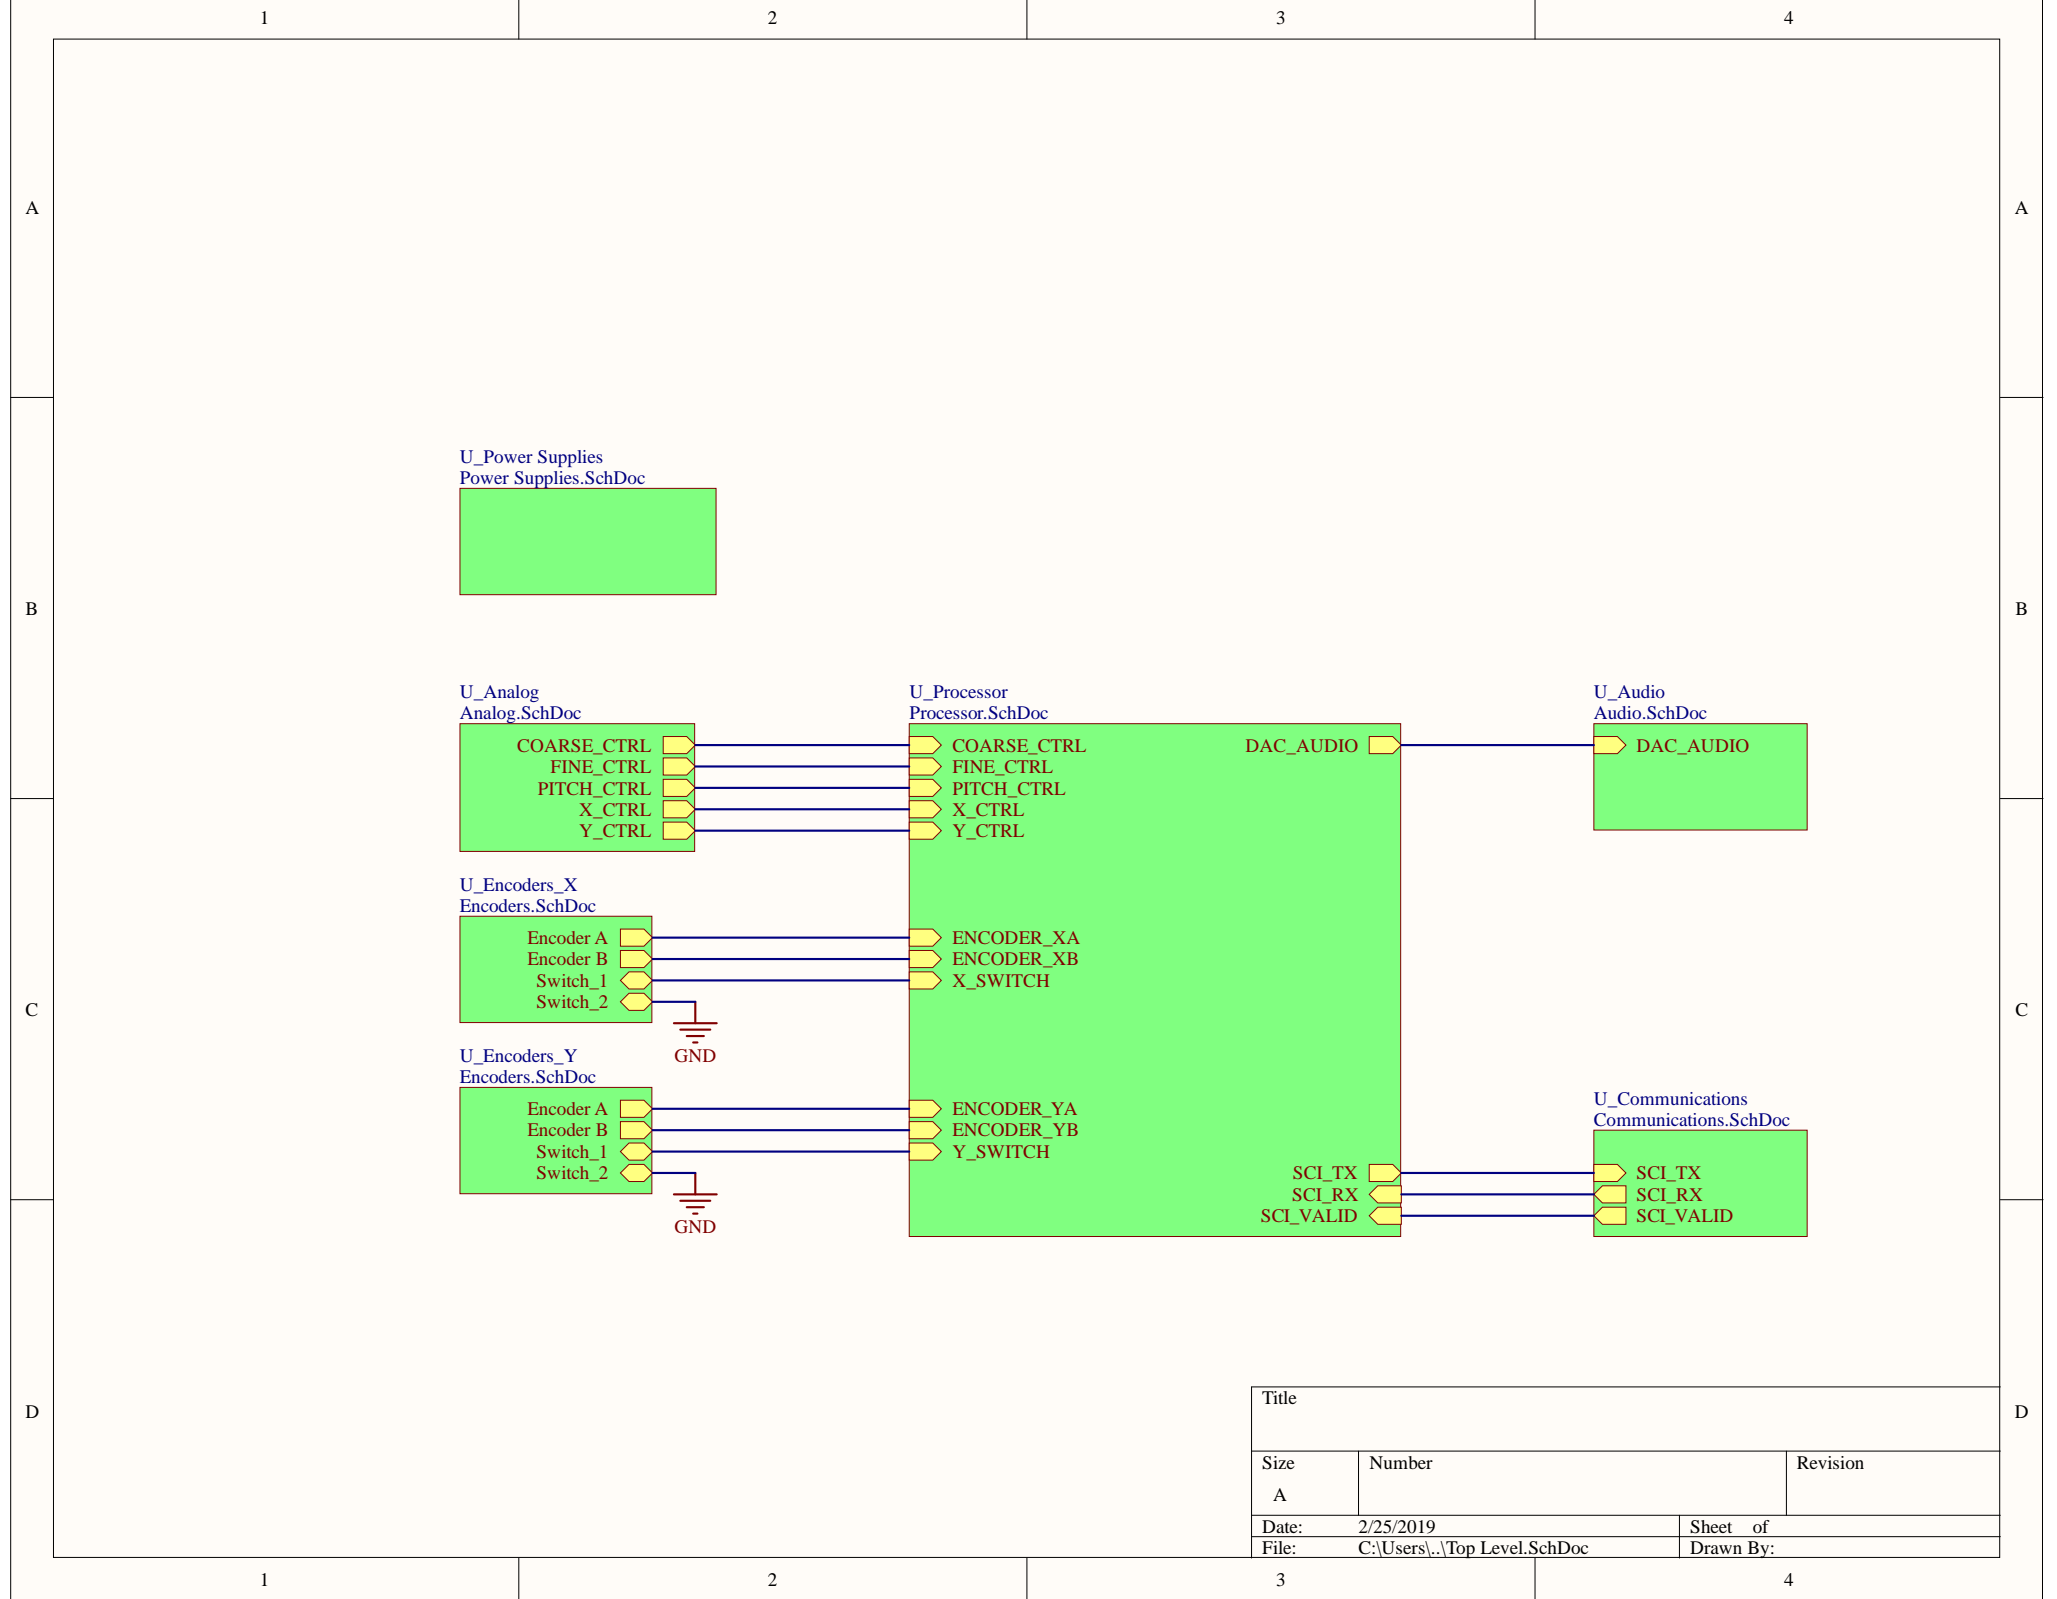 1 2 3 4
A A
U_Power Supplies
Power Supplies.SchDoc
B B
U_Analog
Analog.SchDoc
COARSE_CTRL
FINE_CTRL
PITCH_CTRL
X_CTRL
Y_CTRL
U_Processor
Processor.SchDoc
COARSE_CTRL
FINE_CTRL
PITCH_CTRL
X_CTRL
Y_CTRL
DAC_AUDIO
U_Audio
Audio.SchDoc
DAC_AUDIO
U_Encoders_X
Encoders.SchDoc
Encoder A
Encoder B
Switch_1
Switch_2
GND
ENCODER_XA
ENCODER_XB
X_SWITCH
C C
U_Encoders_Y
Encoders.SchDoc
Encoder A
Encoder B
Switch_1
Switch_2
GND
ENCODER_YA
ENCODER_YB
Y_SWITCH
SCI_TX
SCI_RX
SCI_VALID
U_Communications
Communications.SchDoc
SCI_TX
SCI_RX
SCI_VALID
D D
Title
Size
A
Number
Revision
Date: 2/25/2019
Sheet of
File: C:\Users\..\Top Level.SchDoc
Drawn By:
1 2 3 4